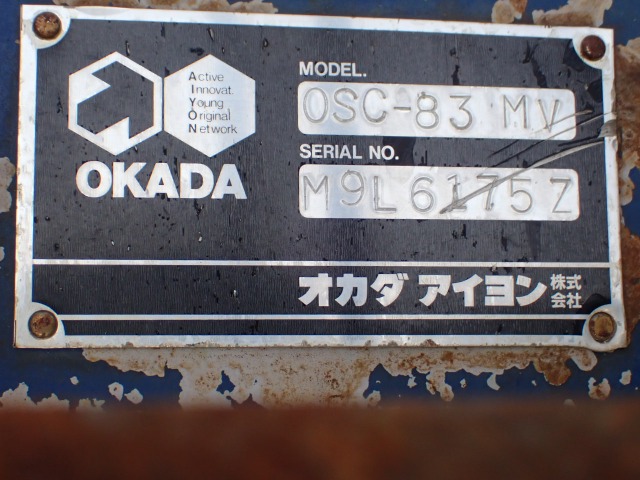 Active
Innovat.
Young
Original
Network
OKADA
MODEL.
OSC-83 MV
SERIAL NO.
M9L6175Z
オカダ アイヨン株式会社